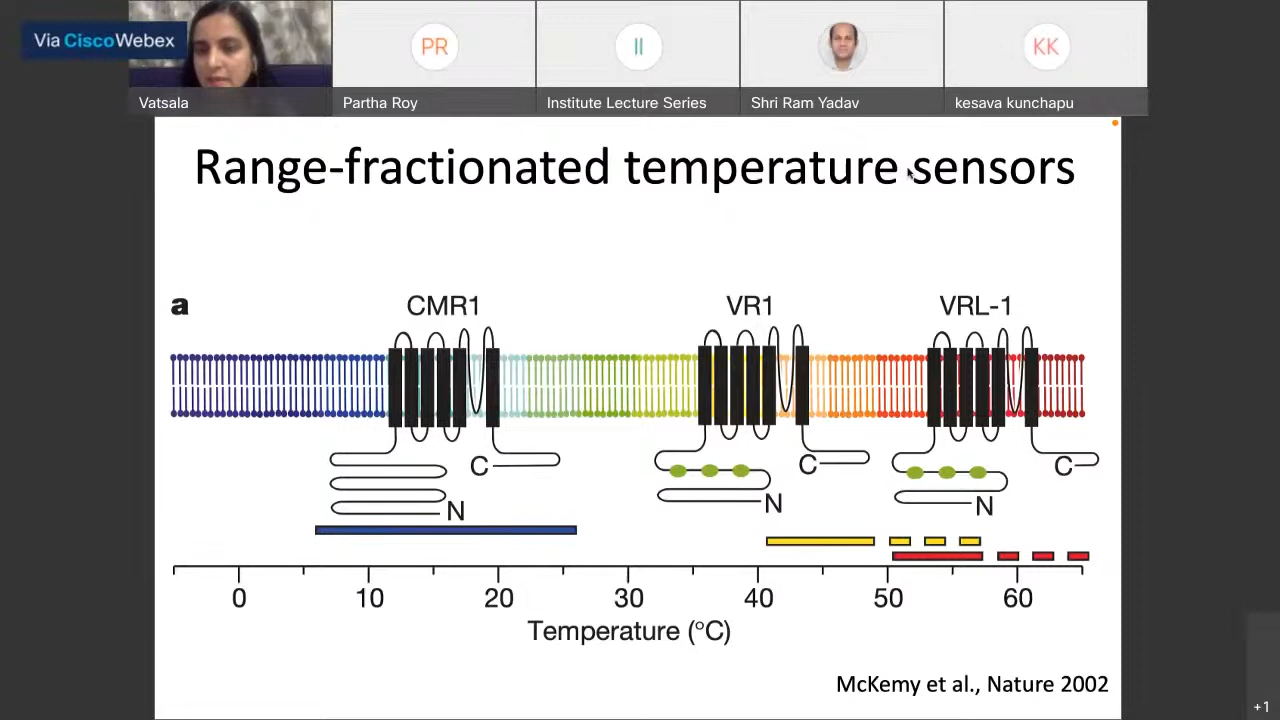 Via CiscoWebex
PR
II
KK
Vatsala
Partha Roy
Institute Lecture Series
Shri Ram Yadav
kesava kunchapu
Range-fractionated temperature sensors
a
CMR1
VR1
VRL-1
C
C
C
N
N
N
0 10 20 30 40 50 60
Temperature (°C)
McKemy et al., Nature 2002
+1